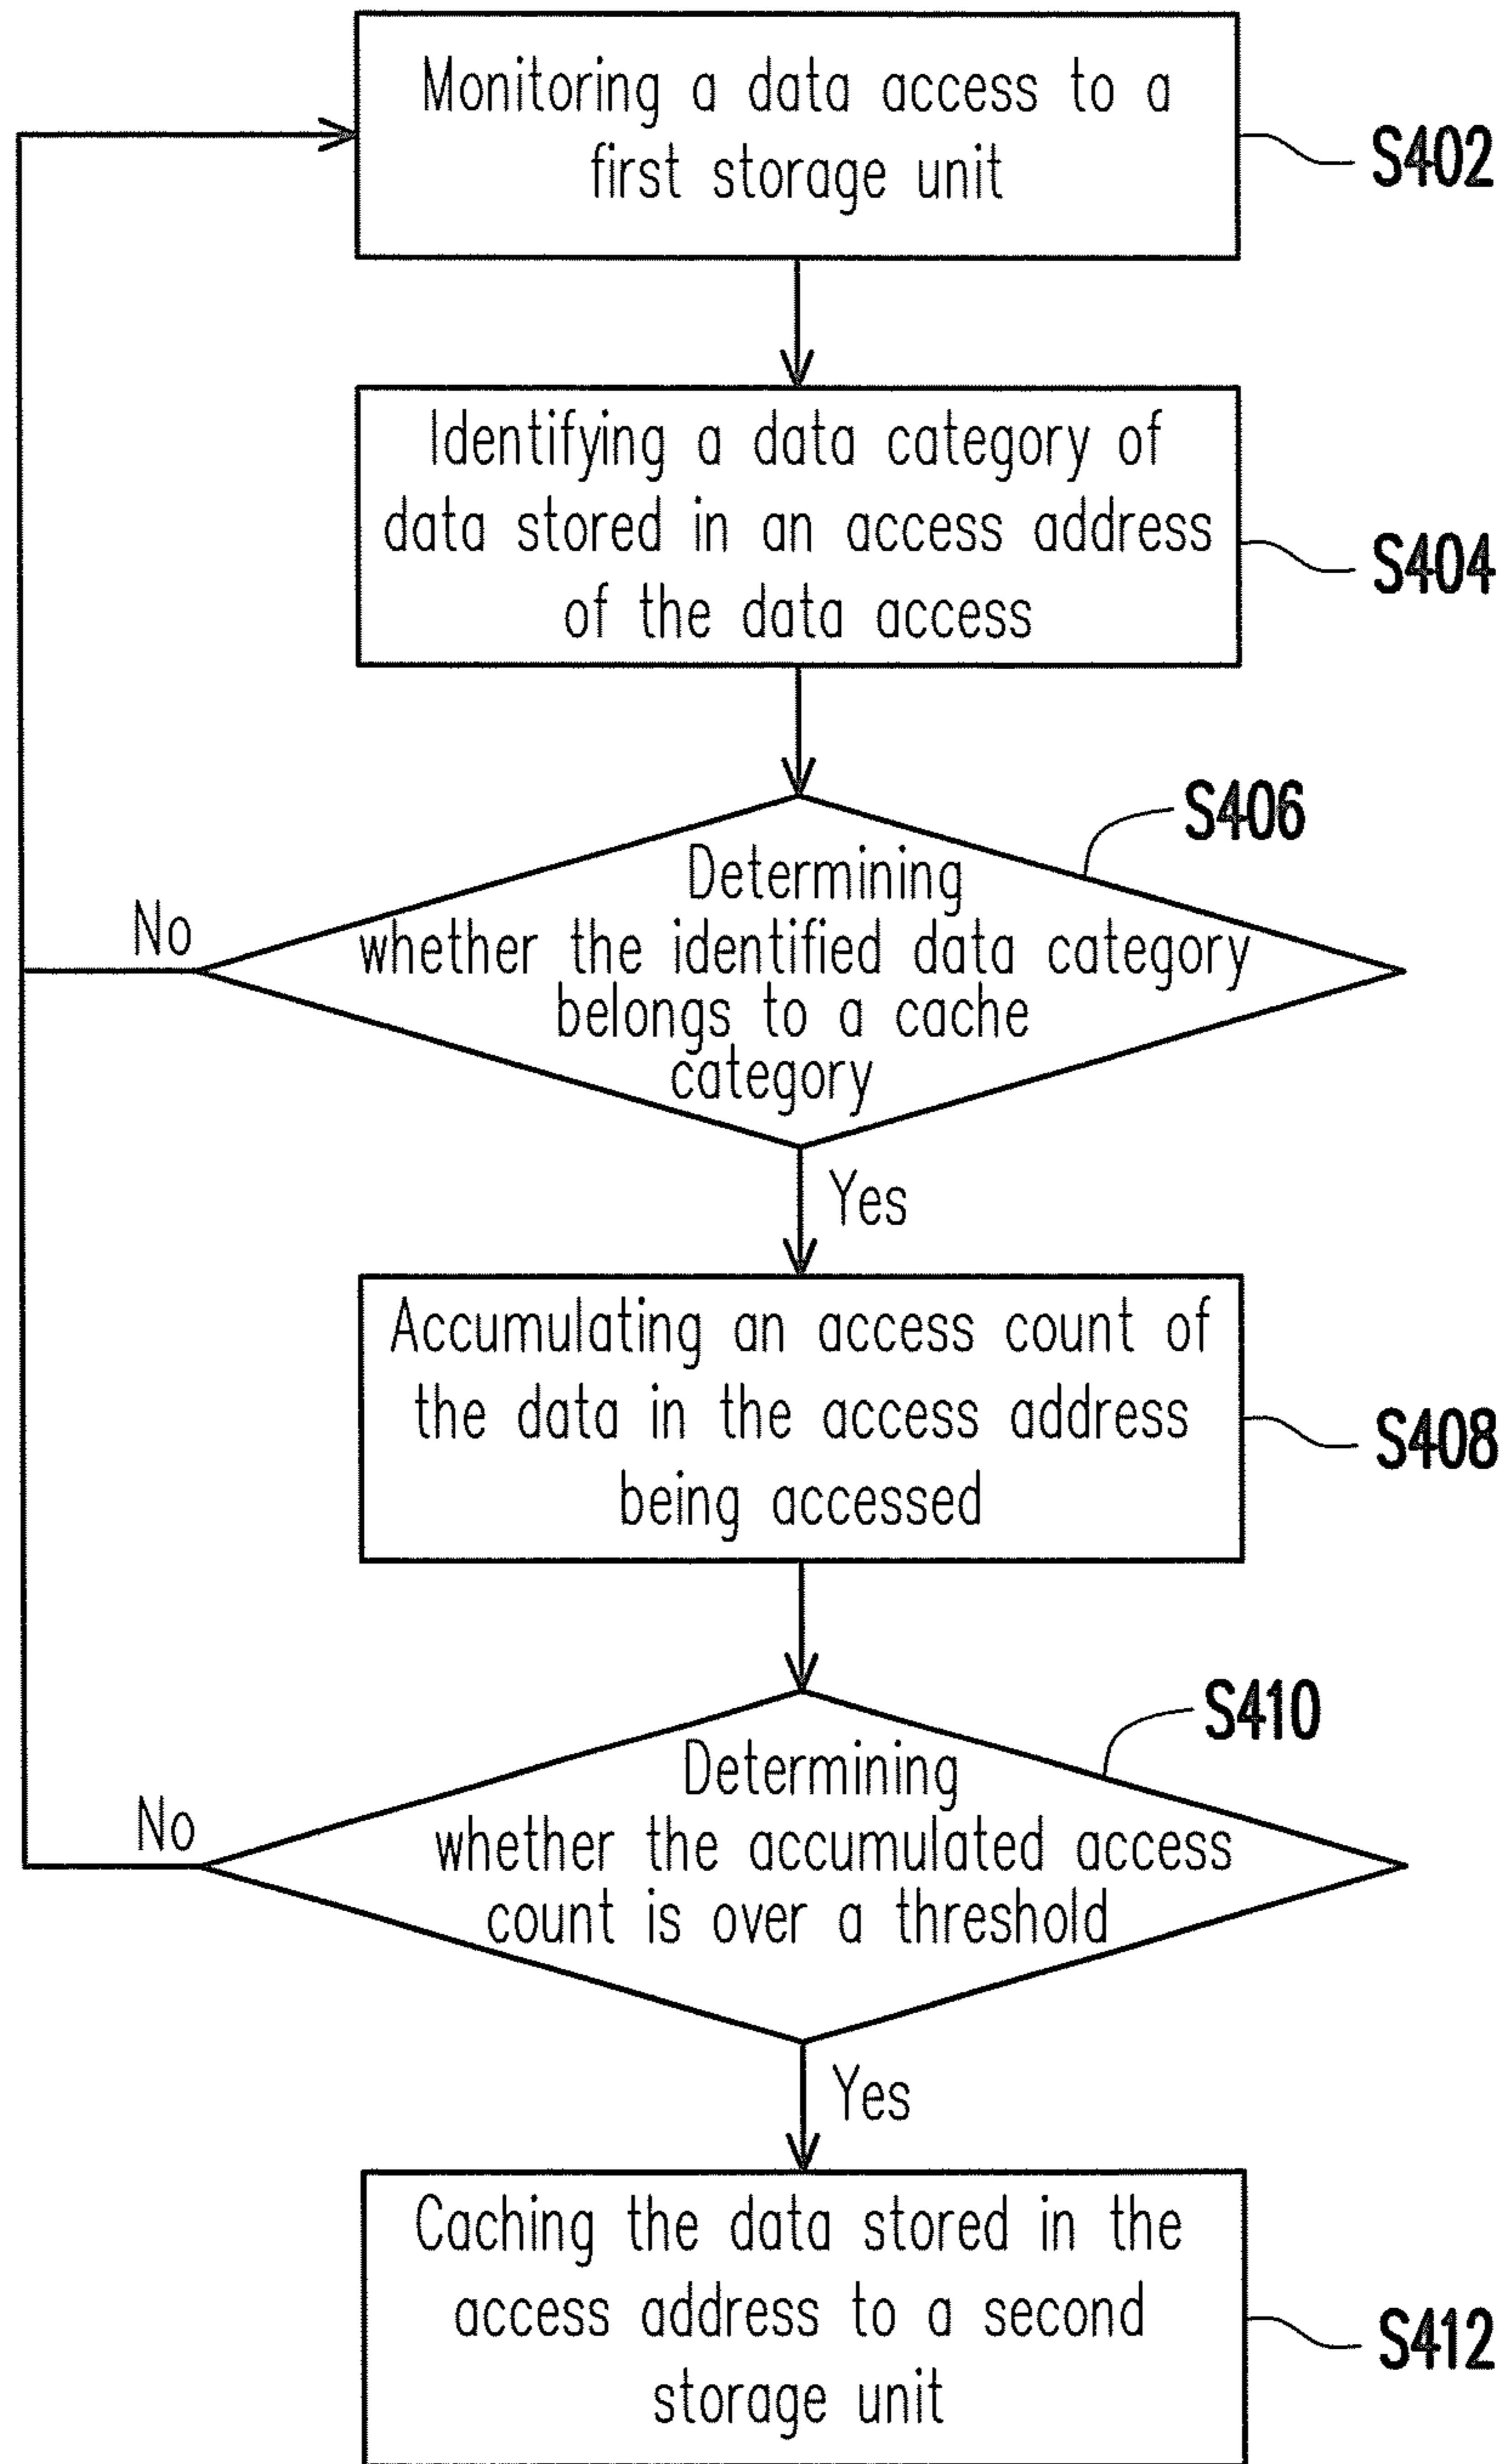 Monitoring a data access to a
first storage unit
S402
Identifying a data category of
data stored in an access address
of the data access
S404
S406
Determining
whether the identified data category
belongs to a cache
category
No
Yes
Accumulating an access count of
the data in the access address
being accessed
S408
S410
Determining
whether the accumulated access
count is over a threshold
No
Yes
Caching the data stored in the
access address to a second
storage unit
S412